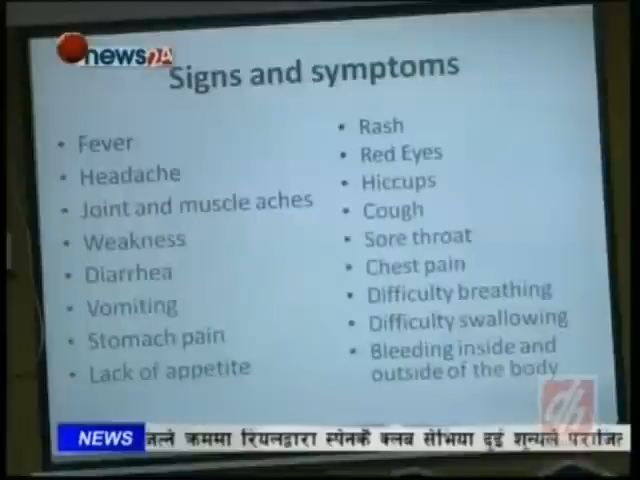 news24
Signs and symptoms
• Fever
• Headache
• Joint and muscle aches
• Weakness
• Diarrhea
• Vomiting
• Stomach pain
• Lack of appetite
• Rash
• Red Eyes
• Hiccups
• Cough
• Sore throat
• Chest pain
• Difficulty breathing
• Difficulty swallowing
• Bleeding inside and
outside of the body
NEWS जित्ने क्रममा रियलद्वारा स्पेनकै क्लब सेभिया दुई शून्यले पराजित